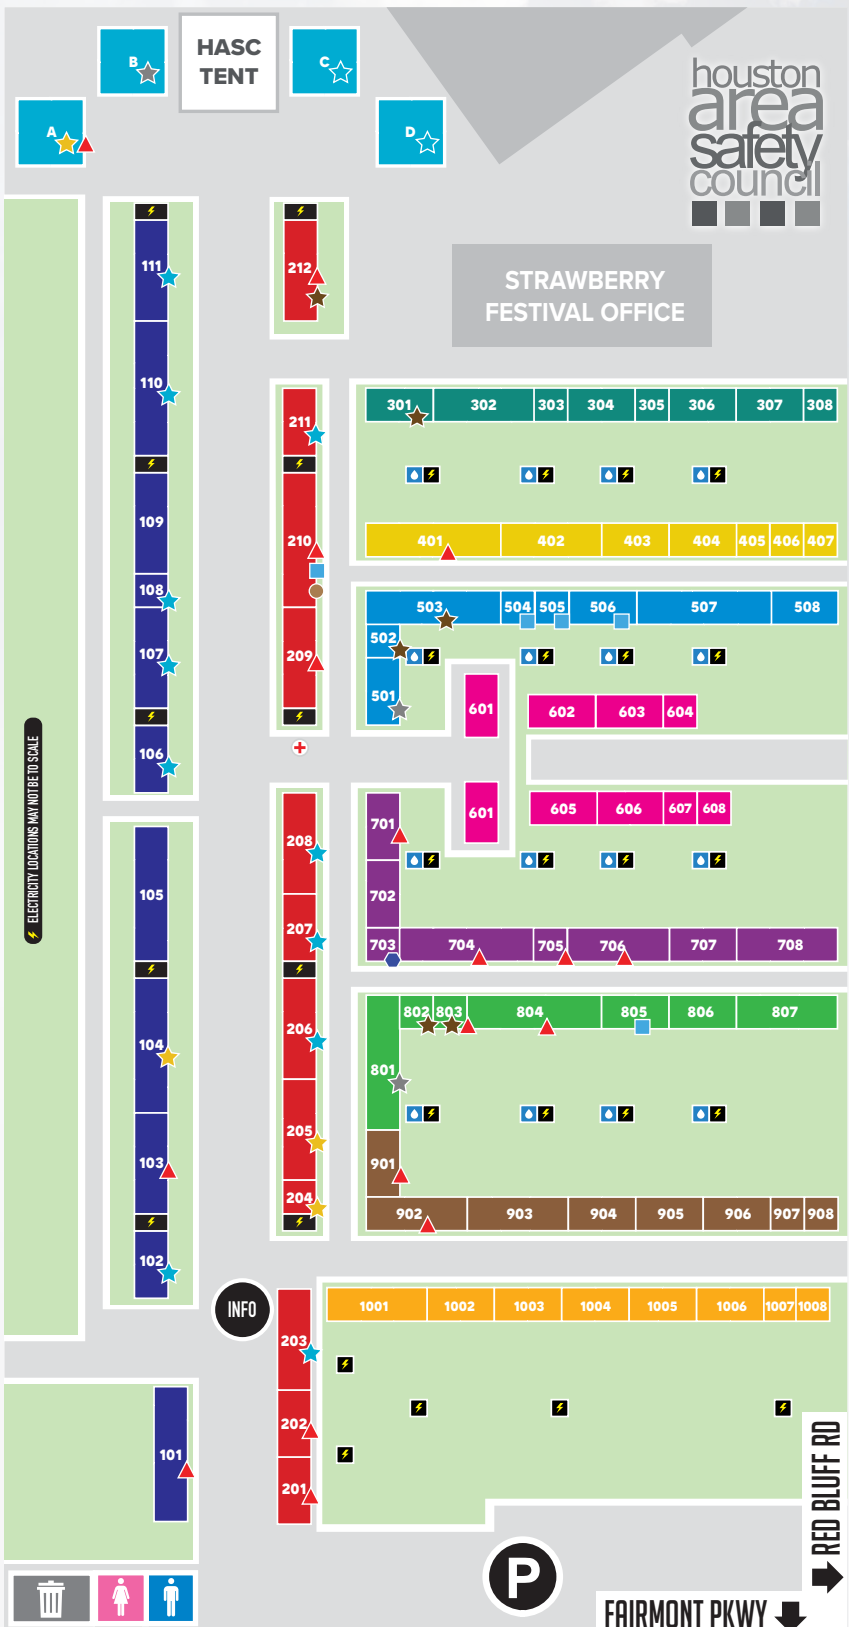 HASC
TENT
B
C
A
D
houston
area
safety
council
STRAWBERRY
FESTIVAL OFFICE
111
110
109
108
107
106
105
104
103
102
101
212
211
210
209
208
207
206
205
204
203
202
201
301 302 303 304 305 306 307 308
401 402 403 404 405 406 407
503 504 505 506 507 508
502
501
601
602 603 604
601
605 606 607 608
701
702
703 704 705 706 707 708
802 803 804 805 806 807
801
901
902 903 904 905 906 907 908
1001 1002 1003 1004 1005 1006 1007 1008
ELECTRICITY LOCATIONS MAY NOT BE TO SCALE
INFO
P
RED BLUFF RD
FAIRMONT PKWY